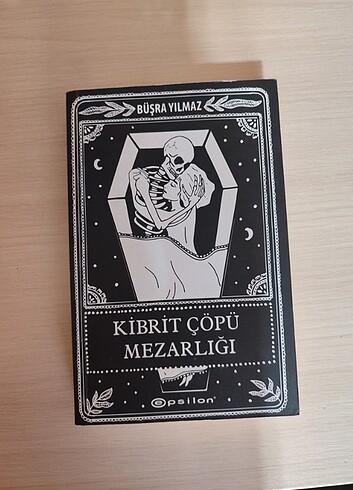 BÜŞRA YILMAZ
KİBRİT ÇÖPÜ
MEZARLIĞI
epsilon